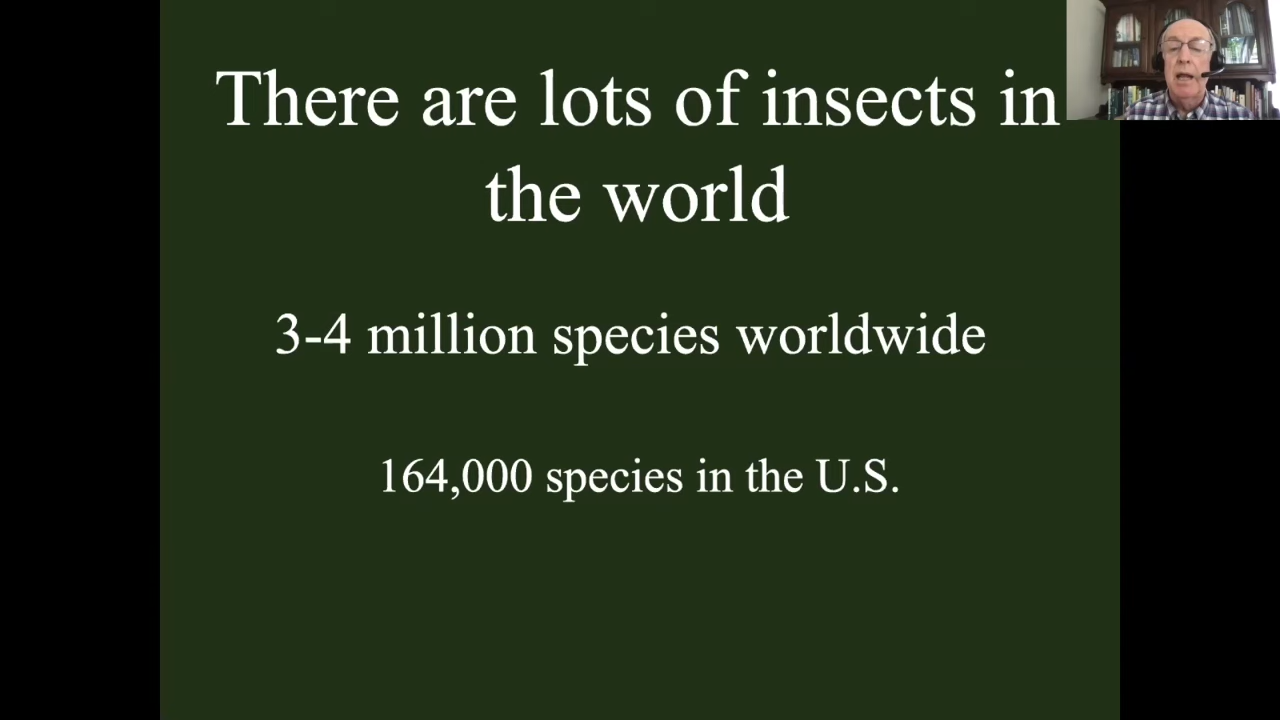 There are lots of insects in
the world
3-4 million species worldwide
164,000 species in the U.S.